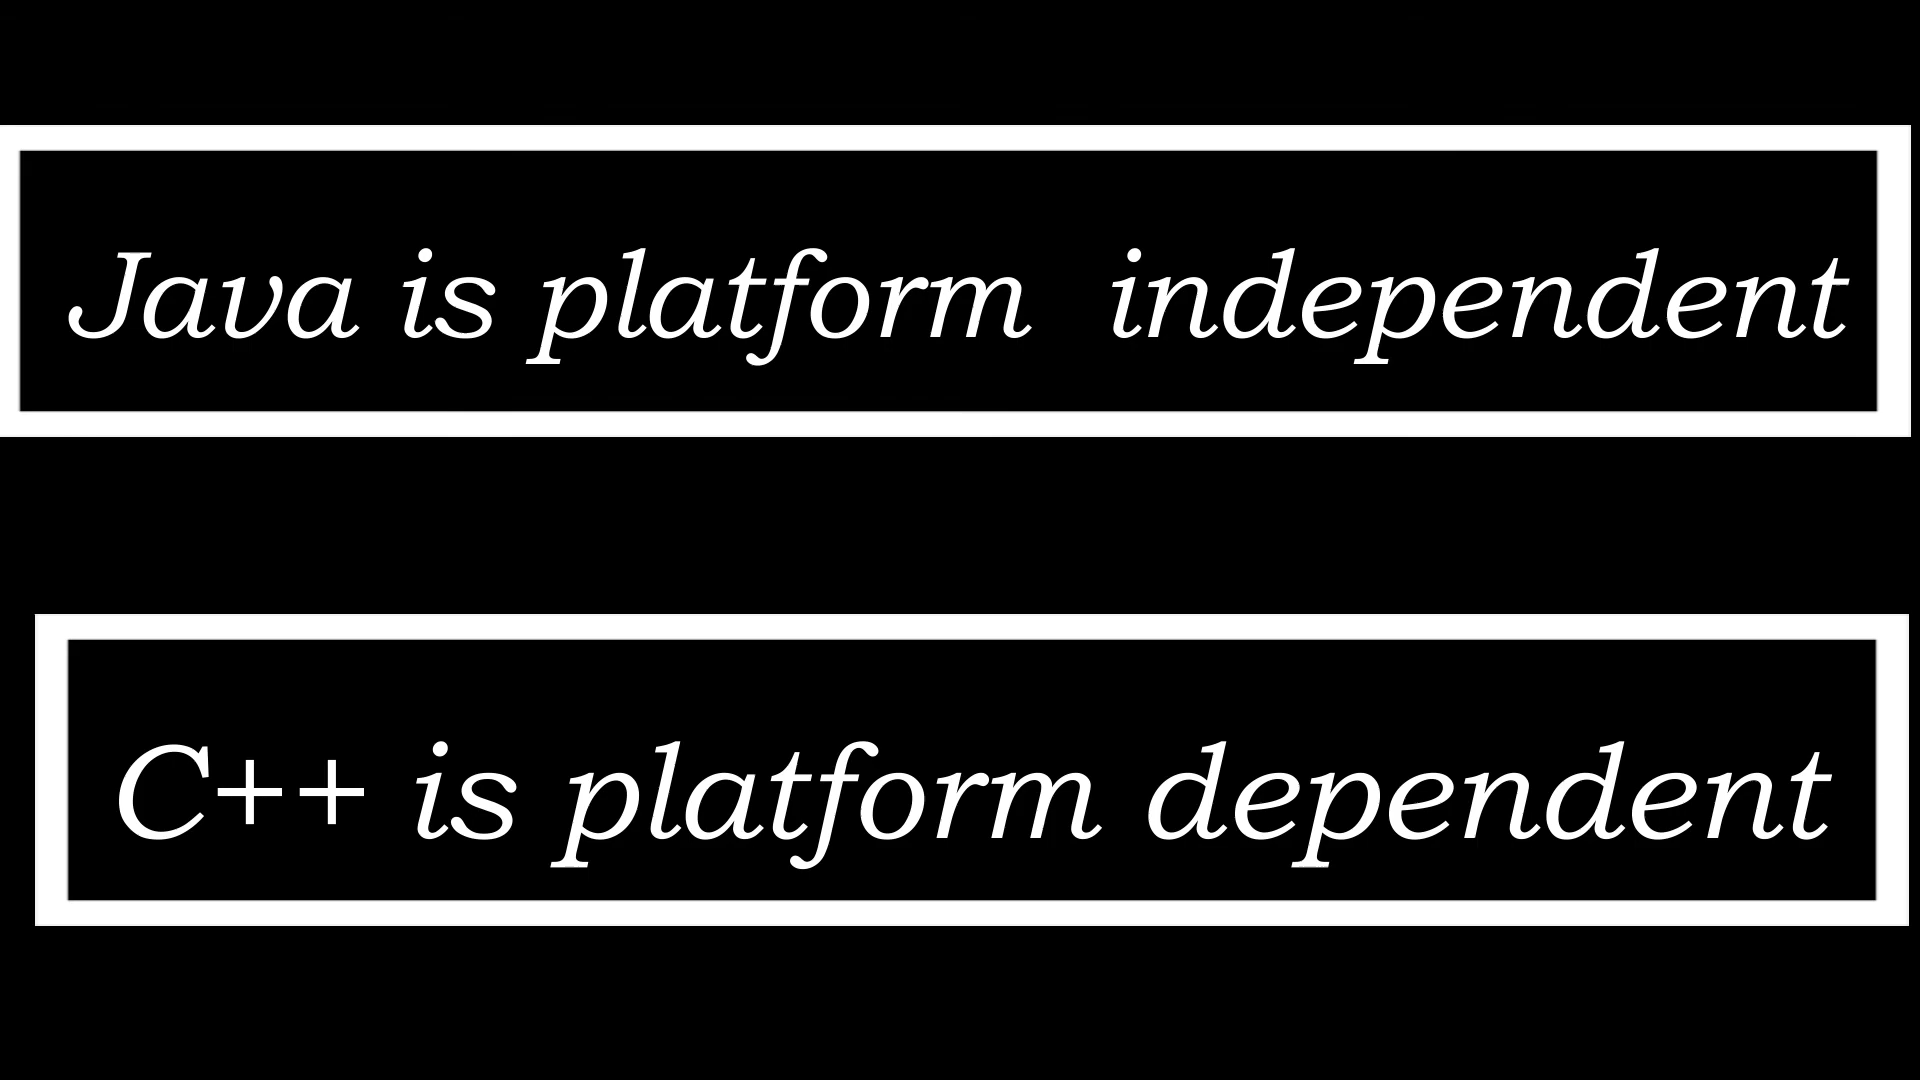 Java is platform  independent
C++ is platform dependent